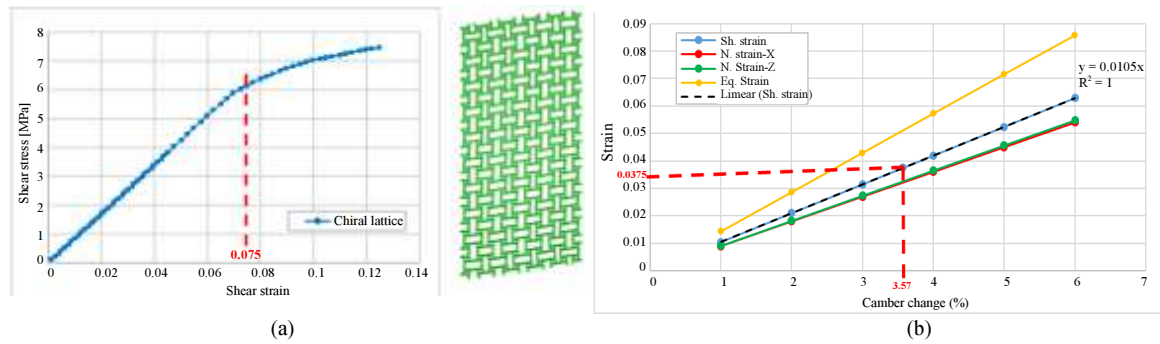 8
7
6
5
4
3
2
1
0
Shear stress [MPa]
Chiral lattice
0.075
0 0.02 0.04 0.06 0.08 0.1 0.12 0.14
Shear strain
(a)
0.09
0.08
0.07
0.06
0.05
0.04
0.0375
0.03
0.02
0.01
0
Strain
Sh. strain
N. strain-X
N. Strain-Z
Eq. Strain
Limear (Sh. strain)
y = 0.0105x
R² = 1
0 1 2 3 3.57 4 5 6 7
Camber change (%)
(b)